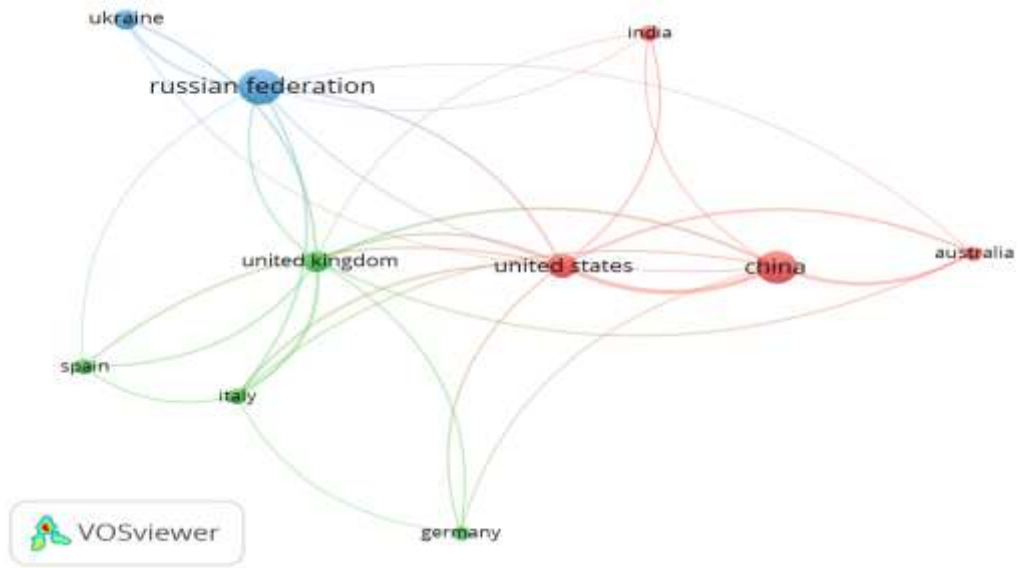 ukraine
india
russian federation
united kingdom
united states
china
australia
spain
italy
germany
VOSviewer